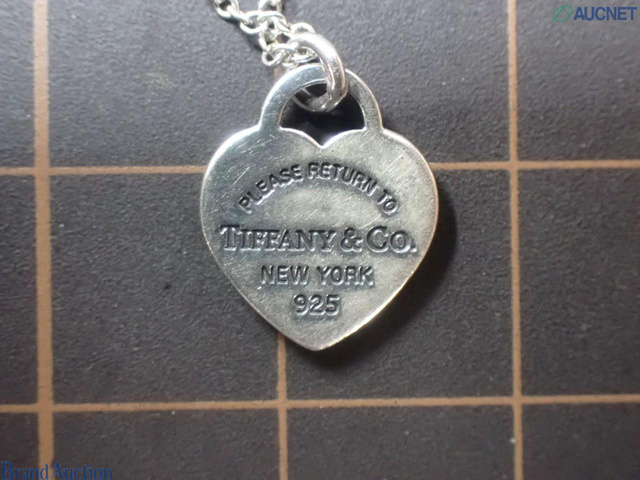 AUCNET
PLEASE RETURN TO
TIFFANY & CO.
NEW YORK
925
Brand Auction